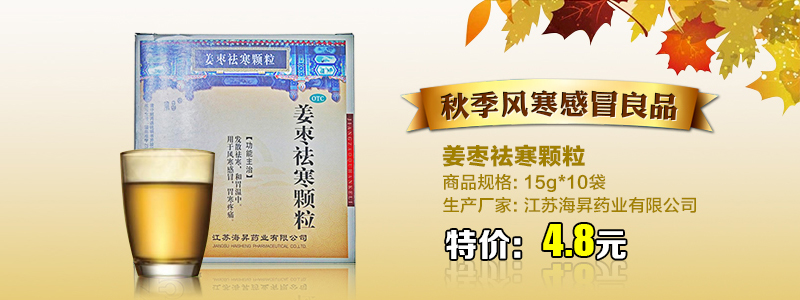 姜枣祛寒颗粒
OTC
姜枣祛寒颗粒
【功能主治】
发散祛寒，和胃温中。
用于风寒感冒，胃寒疼痛。
江苏海昇药业有限公司
JIANGSU HAISHENG PHARMACEUTICAL CO.,LTD.
秋季风寒感冒良品
姜枣祛寒颗粒
商品规格: 15g*10袋
生产厂家: 江苏海昇药业有限公司
特价: 4.8元